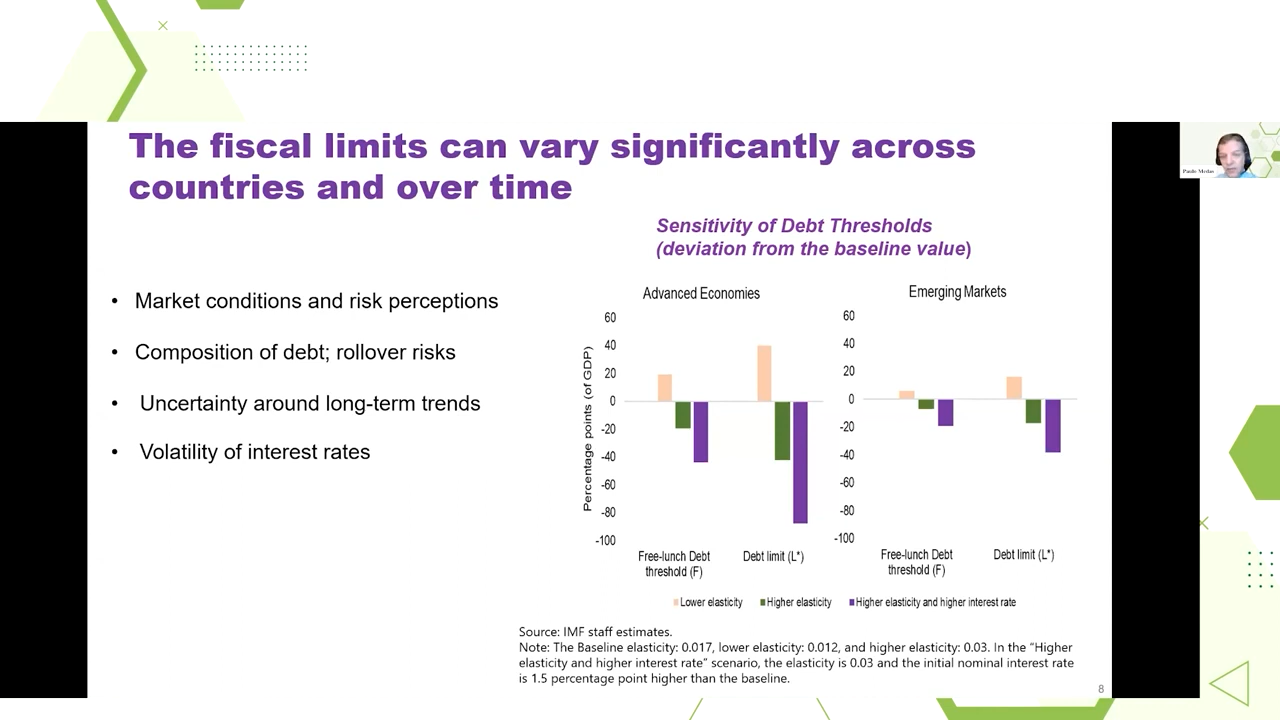 The fiscal limits can vary significantly across
countries and over time
Paulo Medas
• Market conditions and risk perceptions
• Composition of debt; rollover risks
• Uncertainty around long-term trends
• Volatility of interest rates
Sensitivity of Debt Thresholds
(deviation from the baseline value)
Advanced Economies
Percentage points (of GDP)
60
40
20
0
-20
-40
-60
-80
-100
Free-lunch Debt
threshold (F)
Debt limit (L*)
Emerging Markets
60
40
20
0
-20
-40
-60
-80
-100
Free-lunch Debt
threshold (F)
Debt limit (L*)
Lower elasticity
Higher elasticity
Higher elasticity and higher interest rate
Source: IMF staff estimates.
Note: The Baseline elasticity: 0.017, lower elasticity: 0.012, and higher elasticity: 0.03. In the “Higher
elasticity and higher interest rate” scenario, the elasticity is 0.03 and the initial nominal interest rate
is 1.5 percentage point higher than the baseline.
8